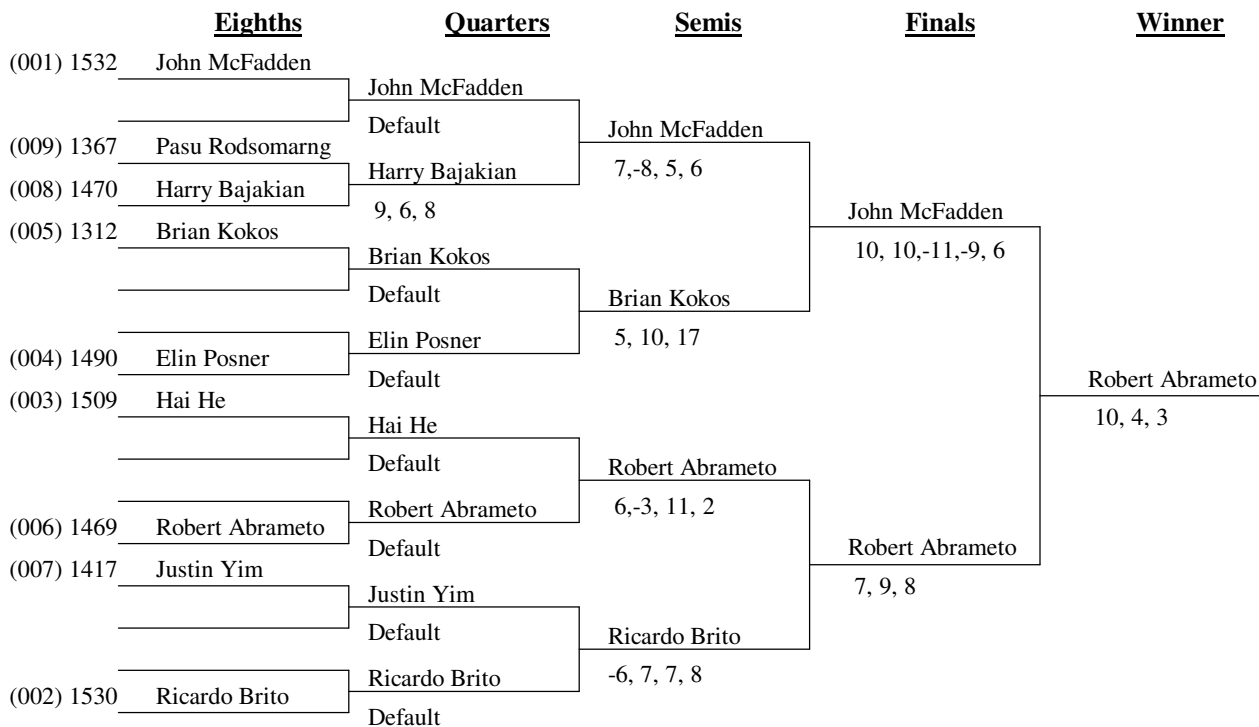 Eighths Quarters Semis Finals Winner
(001) 1532 John McFadden
John McFadden
Default
John McFadden
(009) 1367 Pasu Rodsomarng
7,-8, 5, 6
Harry Bajakian
(008) 1470 Harry Bajakian
9, 6, 8
John McFadden
(005) 1312 Brian Kokos
10, 10,-11,-9, 6
Brian Kokos
Default
Brian Kokos
5, 10, 17
Elin Posner
(004) 1490 Elin Posner
Default
Robert Abrameto
(003) 1509 Hai He
10, 4, 3
Hai He
Default
Robert Abrameto
6,-3, 11, 2
Robert Abrameto
(006) 1469 Robert Abrameto
Default
Robert Abrameto
(007) 1417 Justin Yim
7, 9, 8
Justin Yim
Default
Ricardo Brito
-6, 7, 7, 8
Ricardo Brito
(002) 1530 Ricardo Brito
Default